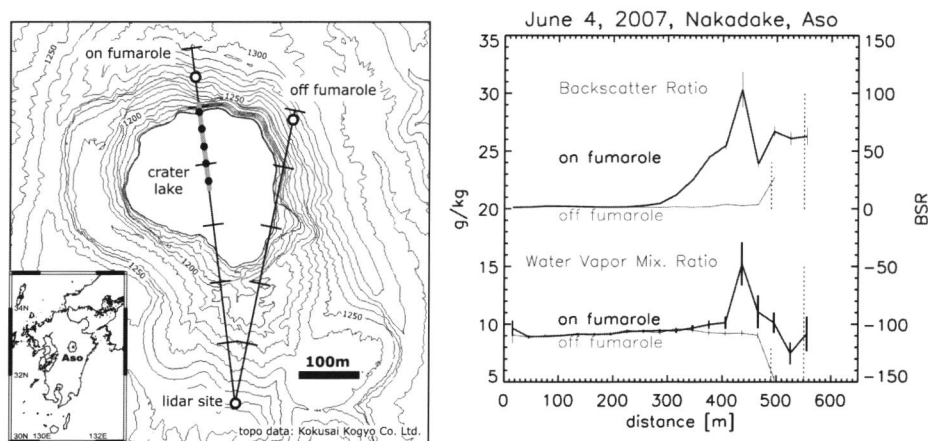 on fumarole
1300
1250
off fumarole
1200
crater
lake
1250
1200
1250
100m
lidar site
topo data: Kokusai Kogyo Co. Ltd.
34N
32N
30N
130E
132E
Aso
June 4, 2007, Nakadake, Aso
35
30
25
20
15
10
5
g/kg
150
100
50
0
-50
-100
-150
BSR
Backscatter Ratio
on fumarole
off fumarole
Water Vapor Mix. Ratio
on fumarole
off fumarole
0 100 200 300 400 500 600
distance [m]